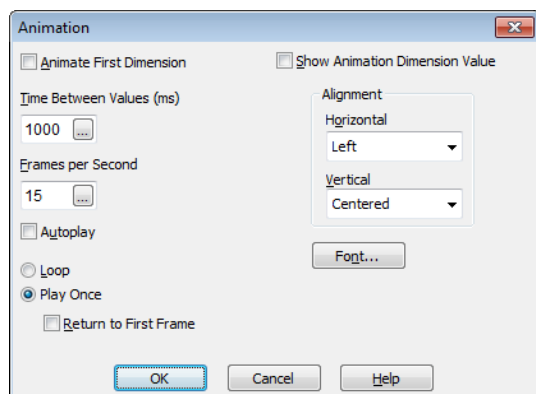 Animation
Animate First Dimension
Show Animation Dimension Value
Time Between Values (ms)
1000 ...
Frames per Second
15 ...
Autoplay
Loop
Play Once
Return to First Frame
Alignment
Horizontal
Left
Vertical
Centered
Font...
OK
Cancel
Help